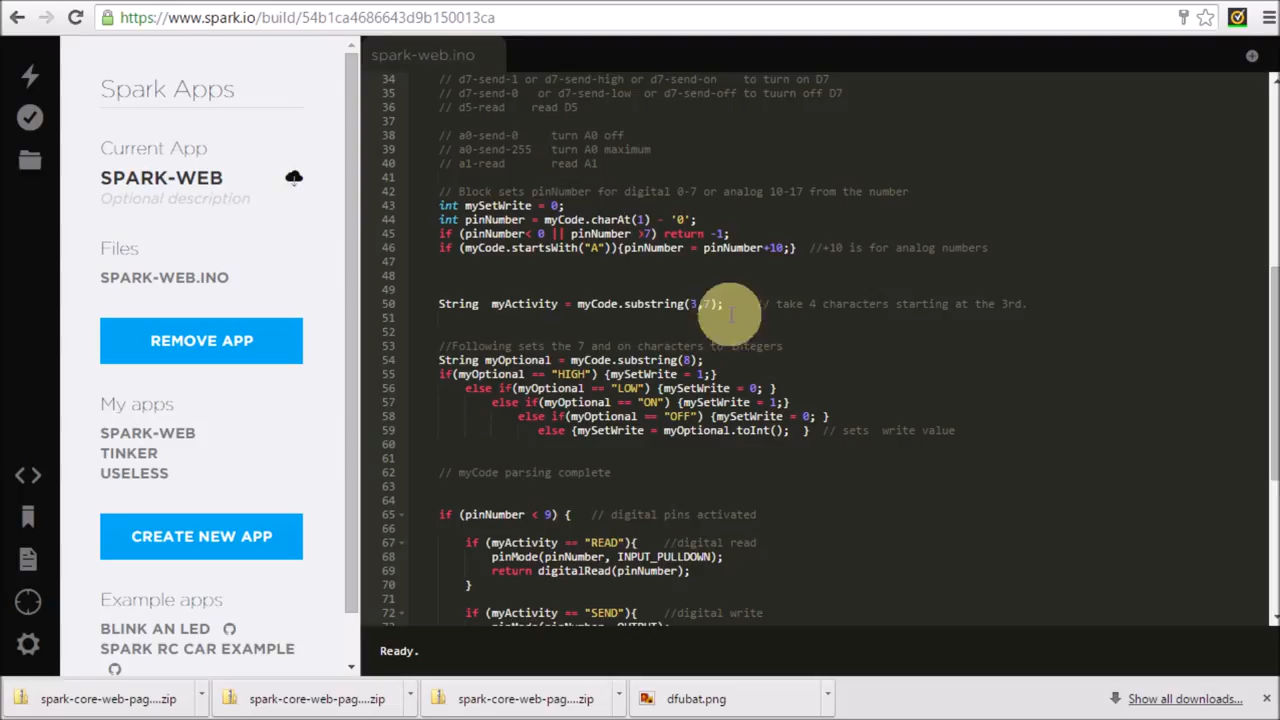 https://www.spark.io/build/54b1ca4686643d9b150013ca
Spark Apps
Current App
SPARK-WEB
Optional description
Files
SPARK-WEB.INO
REMOVE APP
My apps
SPARK-WEB
TINKER
USELESS
CREATE NEW APP
Example apps
BLINK AN LED
SPARK RC CAR EXAMPLE
spark-web.ino
34 // d7-send-1 or d7-send-high or d7-send-on to turn on D7
35 // d7-send-0 or d7-send-low or d7-send-off to tuurn off D7
36 // d5-read read D5
37
38 // a0-send-0 turn A0 off
39 // a0-send-255 turn A0 maximum
40 // a1-read read A1
41
42 // Block sets pinNumber for digital 0-7 or analog 10-17 from the number
43 int mySetWrite = 0;
44 int pinNumber = myCode.charAt(1) - '0';
45 if (pinNumber< 0 || pinNumber >7) return -1;
46 if (myCode.startsWith("A")){pinNumber = pinNumber+10;} //+10 is for analog numbers
47
48
49
50 String myActivity = myCode.substring(3,7); // take 4 characters starting at the 3rd.
51
52
53 //Following sets the 7 and on characters to integers
54 String myOptional = myCode.substring(8);
55 if(myOptional == "HIGH") {mySetWrite = 1;}
56 else if(myOptional == "LOW") {mySetWrite = 0; }
57 else if(myOptional == "ON") {mySetWrite = 1;}
58 else if(myOptional == "OFF") {mySetWrite = 0; }
59 else {mySetWrite = myOptional.toInt(); } // sets write value
60
61
62 // myCode parsing complete
63
64
65 if (pinNumber < 9) { // digital pins activated
66
67 if (myActivity == "READ"){ //digital read
68 pinMode(pinNumber, INPUT_PULLDOWN);
69 return digitalRead(pinNumber);
70 }
71
72 if (myActivity == "SEND"){ //digital write
Ready.
spark-core-web-pag....zip
spark-core-web-pag....zip
spark-core-web-pag....zip
dfubat.png
Show all downloads...